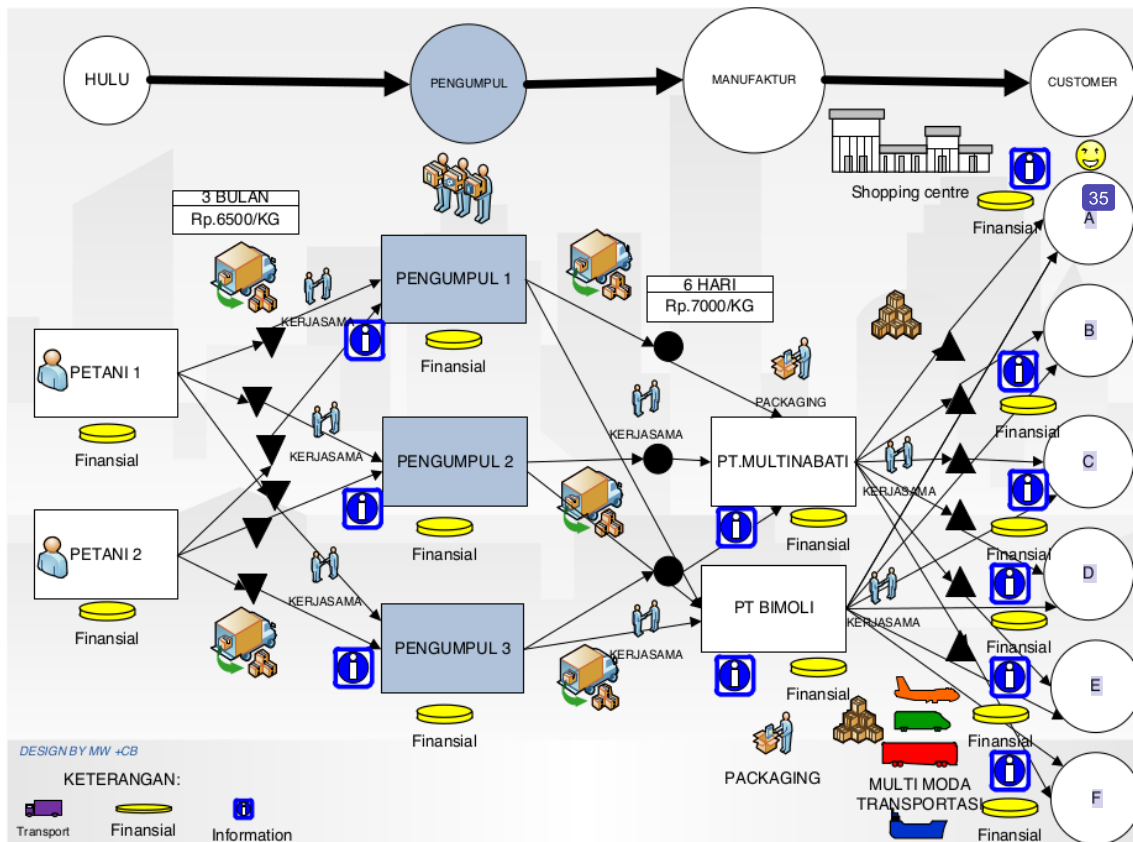 HULU
PENGUMPUL
MANUFAKTUR
CUSTOMER
Shopping centre
3 BULAN
Rp.6500/KG
Finansial
35
A
PENGUMPUL 1
6 HARI
Rp.7000/KG
KERJASAMA
B
PETANI 1
Finansial
PACKAGING
KERJASAMA
Finansial
Finansial
KERJASAMA
PENGUMPUL 2
KERJASAMA
PT.MULTINABATI
KERJASAMA
C
PETANI 2
Finansial
Finansial
Finansial
D
KERJASAMA
PT BIMOLI
Finansial
KERJASAMA
Finansial
PENGUMPUL 3
KERJASAMA
Finansial
E
Finansial
Finansial
DESIGN BY MW +CB
KETERANGAN:
PACKAGING
MULTI MODA
TRANSPORTASI
F
Transport
Finansial
Information
Finansial